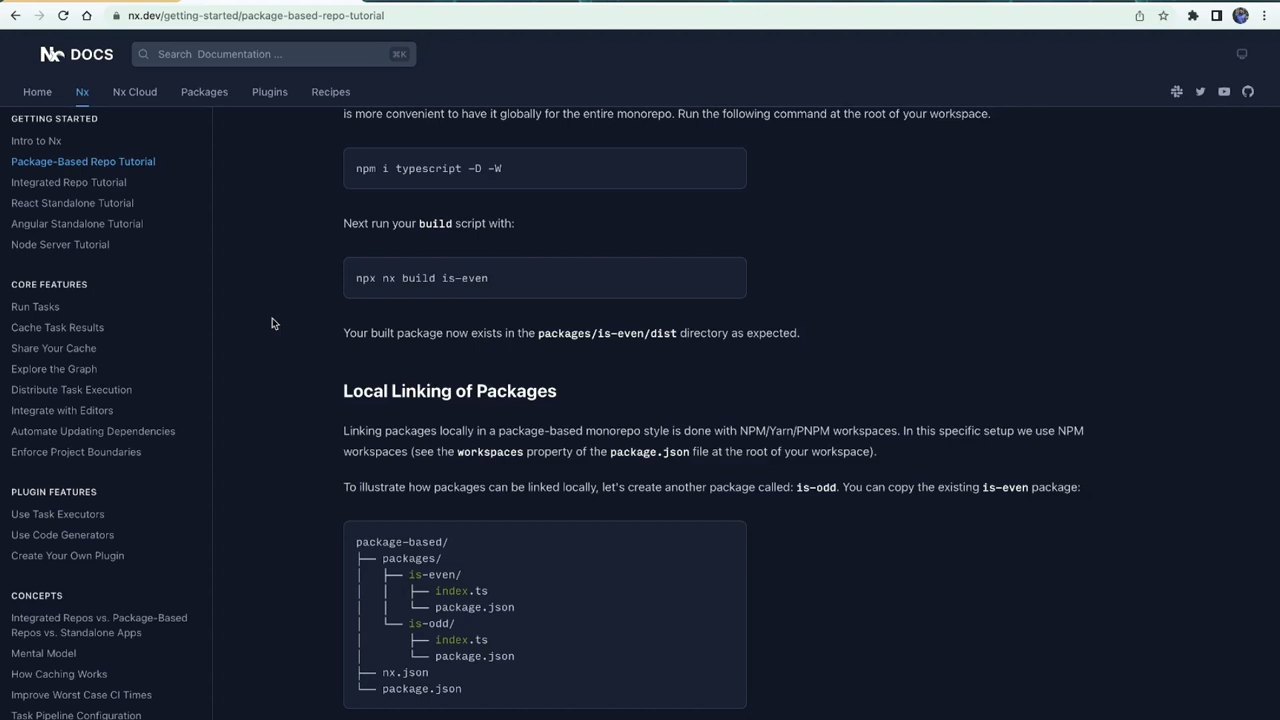 nx.dev/getting-started/package-based-repo-tutorial
Nx DOCS
Search Documentation ...
⌘K
Home Nx Nx Cloud Packages Plugins Recipes
GETTING STARTED
Intro to Nx
Package-Based Repo Tutorial
Integrated Repo Tutorial
React Standalone Tutorial
Angular Standalone Tutorial
Node Server Tutorial
CORE FEATURES
Run Tasks
Cache Task Results
Share Your Cache
Explore the Graph
Distribute Task Execution
Integrate with Editors
Automate Updating Dependencies
Enforce Project Boundaries
PLUGIN FEATURES
Use Task Executors
Use Code Generators
Create Your Own Plugin
CONCEPTS
Integrated Repos vs. Package-Based
Repos vs. Standalone Apps
Mental Model
How Caching Works
Improve Worst Case CI Times
Task Pipeline Configuration
is more convenient to have it globally for the entire monorepo. Run the following command at the root of your workspace.
npm i typescript -D -W
Next run your build script with:
npx nx build is-even
Your built package now exists in the packages/is-even/dist directory as expected.
Local Linking of Packages
Linking packages locally in a package-based monorepo style is done with NPM/Yarn/PNPM workspaces. In this specific setup we use NPM
workspaces (see the workspaces property of the package.json file at the root of your workspace).
To illustrate how packages can be linked locally, let's create another package called: is-odd. You can copy the existing is-even package:
package-based/
├── packages/
│   ├── is-even/
│   │   ├── index.ts
│   │   └── package.json
│   └── is-odd/
│       ├── index.ts
│       └── package.json
├── nx.json
└── package.json